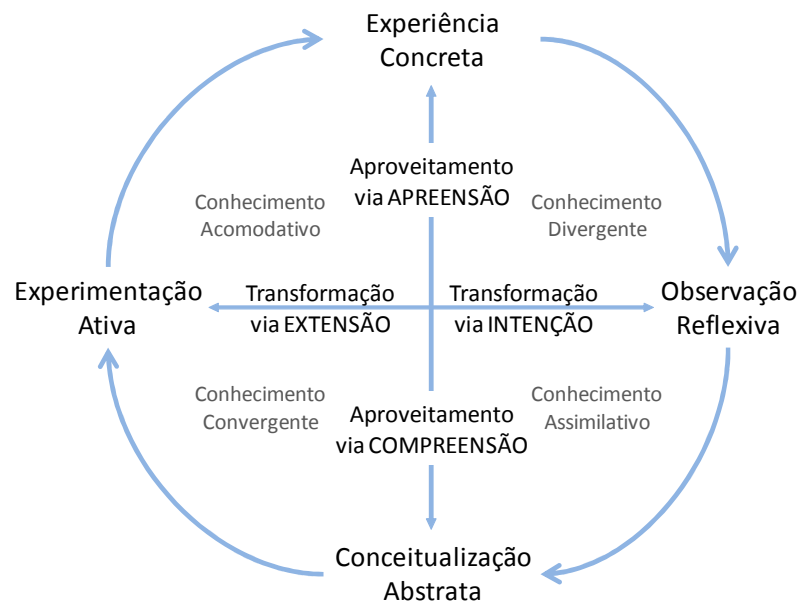 Experiência
Concreta
Aproveitamento
via APREENSÃO
Conhecimento
Acomodativo
Conhecimento
Divergente
Experimentação
Ativa
Transformação
via EXTENSÃO
Transformação
via INTENÇÃO
Observação
Reflexiva
Conhecimento
Convergente
Aproveitamento
via COMPREENSÃO
Conhecimento
Assimilativo
Conceitualização
Abstrata